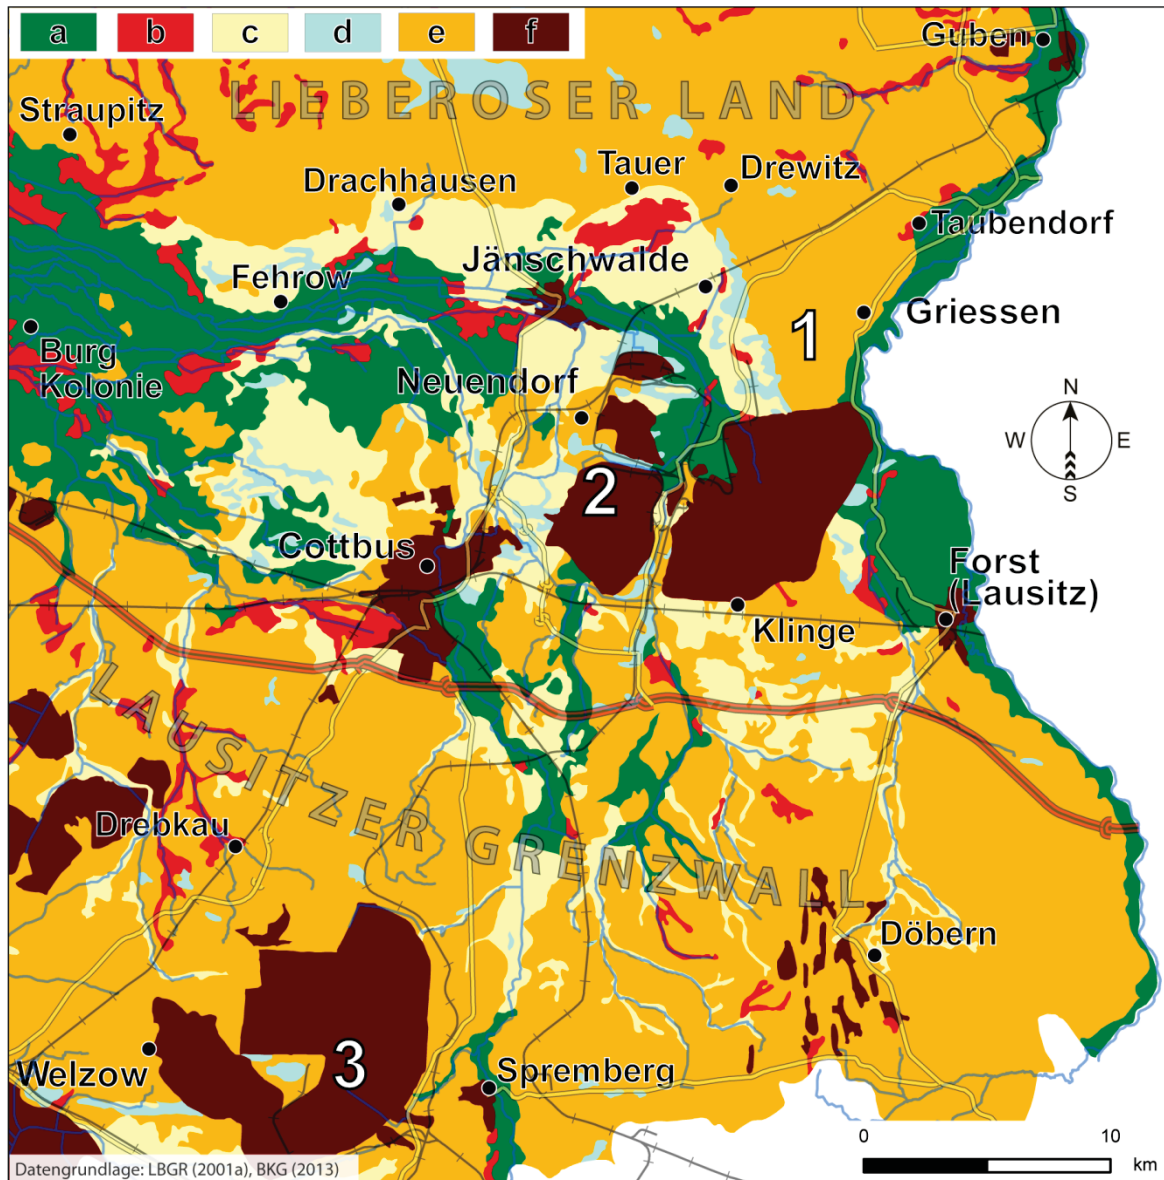 a b c d e f
Guben
LIEBEROSER LAND
Straupitz
Tauer
Drewitz
Drachhausen
Taubendorf
Jänschwalde
Fehrow
Griessen
1
Burg
Kolonie
Neuendorf
N
W E
S
2
Cottbus
Forst
(Lausitz)
Klinge
LAUSITZER GRENZWALL
Drebkau
Döbern
3
Welzow
Spremberg
0 10
km
Datengrundlage: LBGR (2001a), BKG (2013)